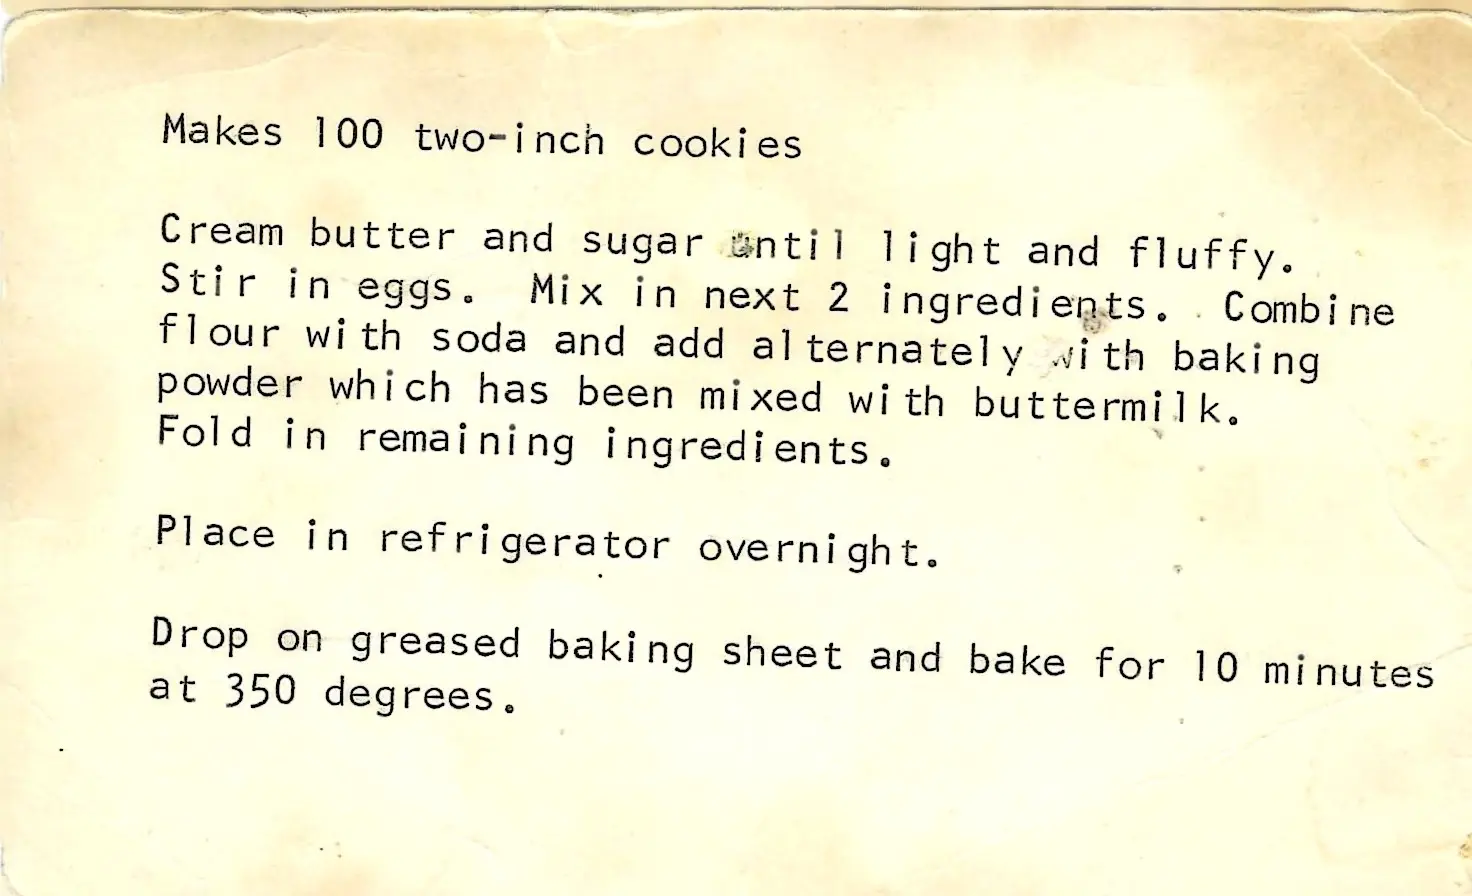 Makes 100 two-inch cookies
Cream butter and sugar until light and fluffy.
Stir in eggs.  Mix in next 2 ingredients.  Combine
flour with soda and add alternately with baking
powder which has been mixed with buttermilk.
Fold in remaining ingredients.
Place in refrigerator overnight.
Drop on greased baking sheet and bake for 10 minutes
at 350 degrees.